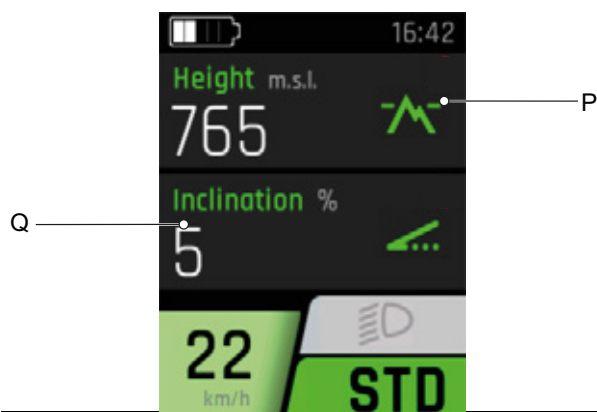 16:42
Height m.s.l.
765
P
Inclination %
Q
5
22
km/h
STD